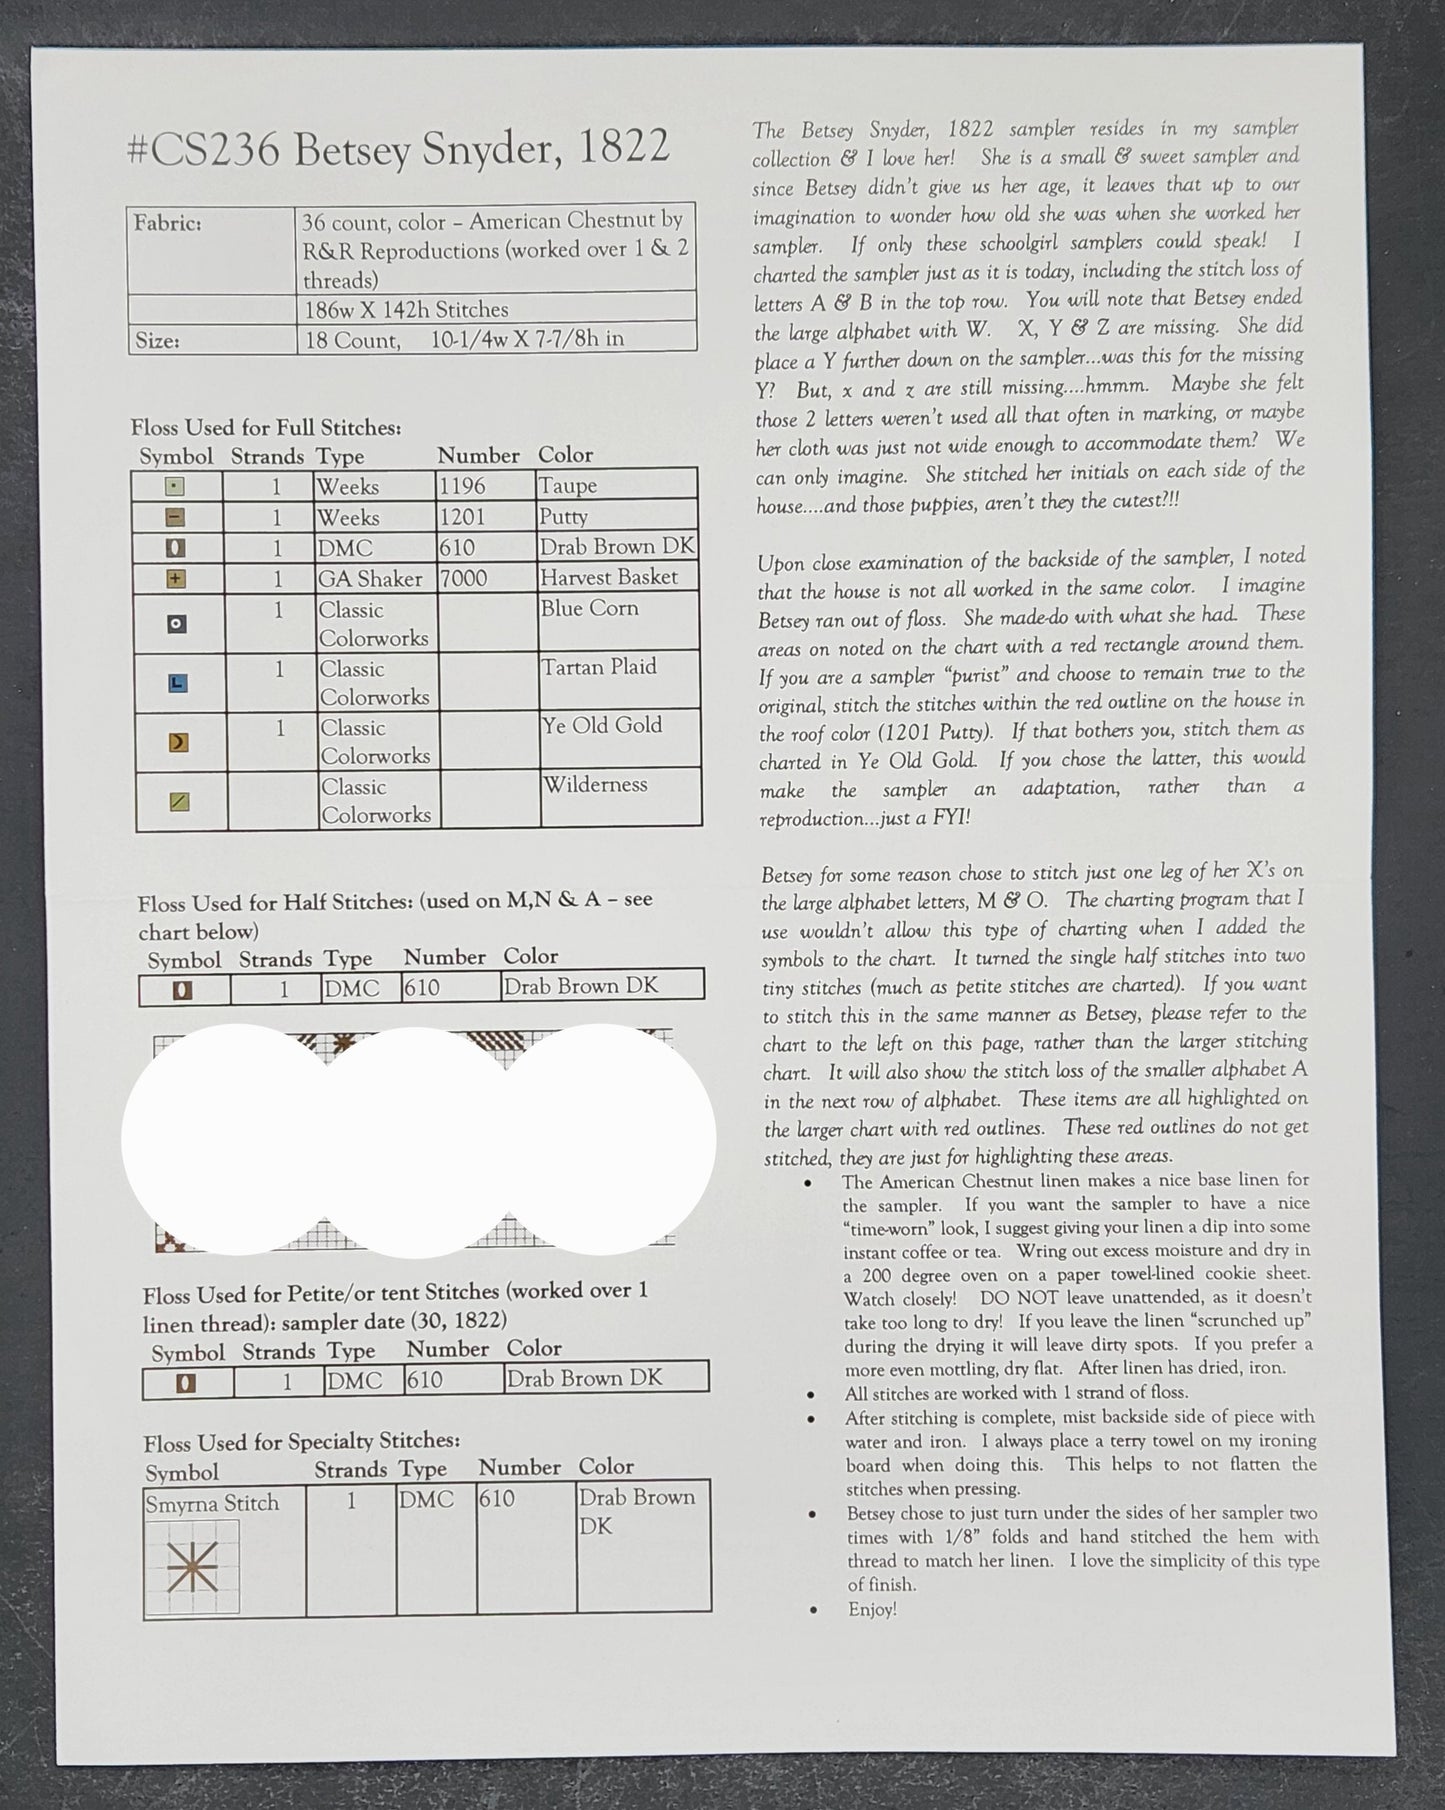 #CS236 Betsey Snyder, 1822
Fabric: 36 count, color – American Chestnut by
R&R Reproductions (worked over 1 & 2
threads)
186w X 142h Stitches
Size: 18 Count, 10-1/4w X 7-7/8h in
Floss Used for Full Stitches:
Symbol Strands Type Number Color
1 Weeks 1196 Taupe
1 Weeks 1201 Putty
1 DMC 610 Drab Brown DK
1 GA Shaker 7000 Harvest Basket
1 Classic Blue Corn
Colorworks
1 Classic Tartan Plaid
Colorworks
1 Classic Ye Old Gold
Colorworks
Classic Wilderness
Colorworks
Floss Used for Half Stitches: (used on M,N & A – see
chart below)
Symbol Strands Type Number Color
1 DMC 610 Drab Brown DK
Floss Used for Petite/or tent Stitches (worked over 1
linen thread): sampler date (30, 1822)
Symbol Strands Type Number Color
1 DMC 610 Drab Brown DK
Floss Used for Specialty Stitches:
Symbol Strands Type Number Color
Smyrna Stitch 1 DMC 610 Drab Brown
DK
The Betsey Snyder, 1822 sampler resides in my sampler
collection & I love her! She is a small & sweet sampler and
since Betsey didn't give us her age, it leaves that up to our
imagination to wonder how old she was when she worked her
sampler. If only these schoolgirl samplers could speak! I
charted the sampler just as it is today, including the stitch loss of
letters A & B in the top row. You will note that Betsey ended
the large alphabet with W. X, Y & Z are missing. She did
place a Y further down on the sampler...was this for the missing
Y? But, x and z are still missing....hmmm. Maybe she felt
those 2 letters weren't used all that often in marking, or maybe
her cloth was just not wide enough to accommodate them? We
can only imagine. She stitched her initials on each side of the
house....and those puppies, aren't they the cutest?!!
Upon close examination of the backside of the sampler, I noted
that the house is not all worked in the same color. I imagine
Betsey ran out of floss. She made-do with what she had. These
areas on noted on the chart with a red rectangle around them.
If you are a sampler "purist" and choose to remain true to the
original, stitch the stitches within the red outline on the house in
the roof color (1201 Putty). If that bothers you, stitch them as
charted in Ye Old Gold. If you chose the latter, this would
make the sampler an adaptation, rather than a
reproduction...just a FYI!
Betsey for some reason chose to stitch just one leg of her X's on
the large alphabet letters, M & O. The charting program that I
use wouldn't allow this type of charting when I added the
symbols to the chart. It turned the single half stitches into two
tiny stitches (much as petite stitches are charted). If you want
to stitch this in the same manner as Betsey, please refer to the
chart to the left on this page, rather than the larger stitching
chart. It will also show the stitch loss of the smaller alphabet A
in the next row of alphabet. These items are all highlighted on
the larger chart with red outlines. These red outlines do not get
stitched, they are just for highlighting these areas.
• The American Chestnut linen makes a nice base linen for
the sampler. If you want the sampler to have a nice
"time-worn" look, I suggest giving your linen a dip into some
instant coffee or tea. Wring out excess moisture and dry in
a 200 degree oven on a paper towel-lined cookie sheet.
Watch closely! DO NOT leave unattended, as it doesn't
take too long to dry! If you leave the linen "scrunched up"
during the drying it will leave dirty spots. If you prefer a
more even mottling, dry flat. After linen has dried, iron.
• All stitches are worked with 1 strand of floss.
• After stitching is complete, mist backside side of piece with
water and iron. I always place a terry towel on my ironing
board when doing this. This helps to not flatten the
stitches when pressing.
• Betsey chose to just turn under the sides of her sampler two
times with 1/8" folds and hand stitched the hem with
thread to match her linen. I love the simplicity of this type
of finish.
• Enjoy!